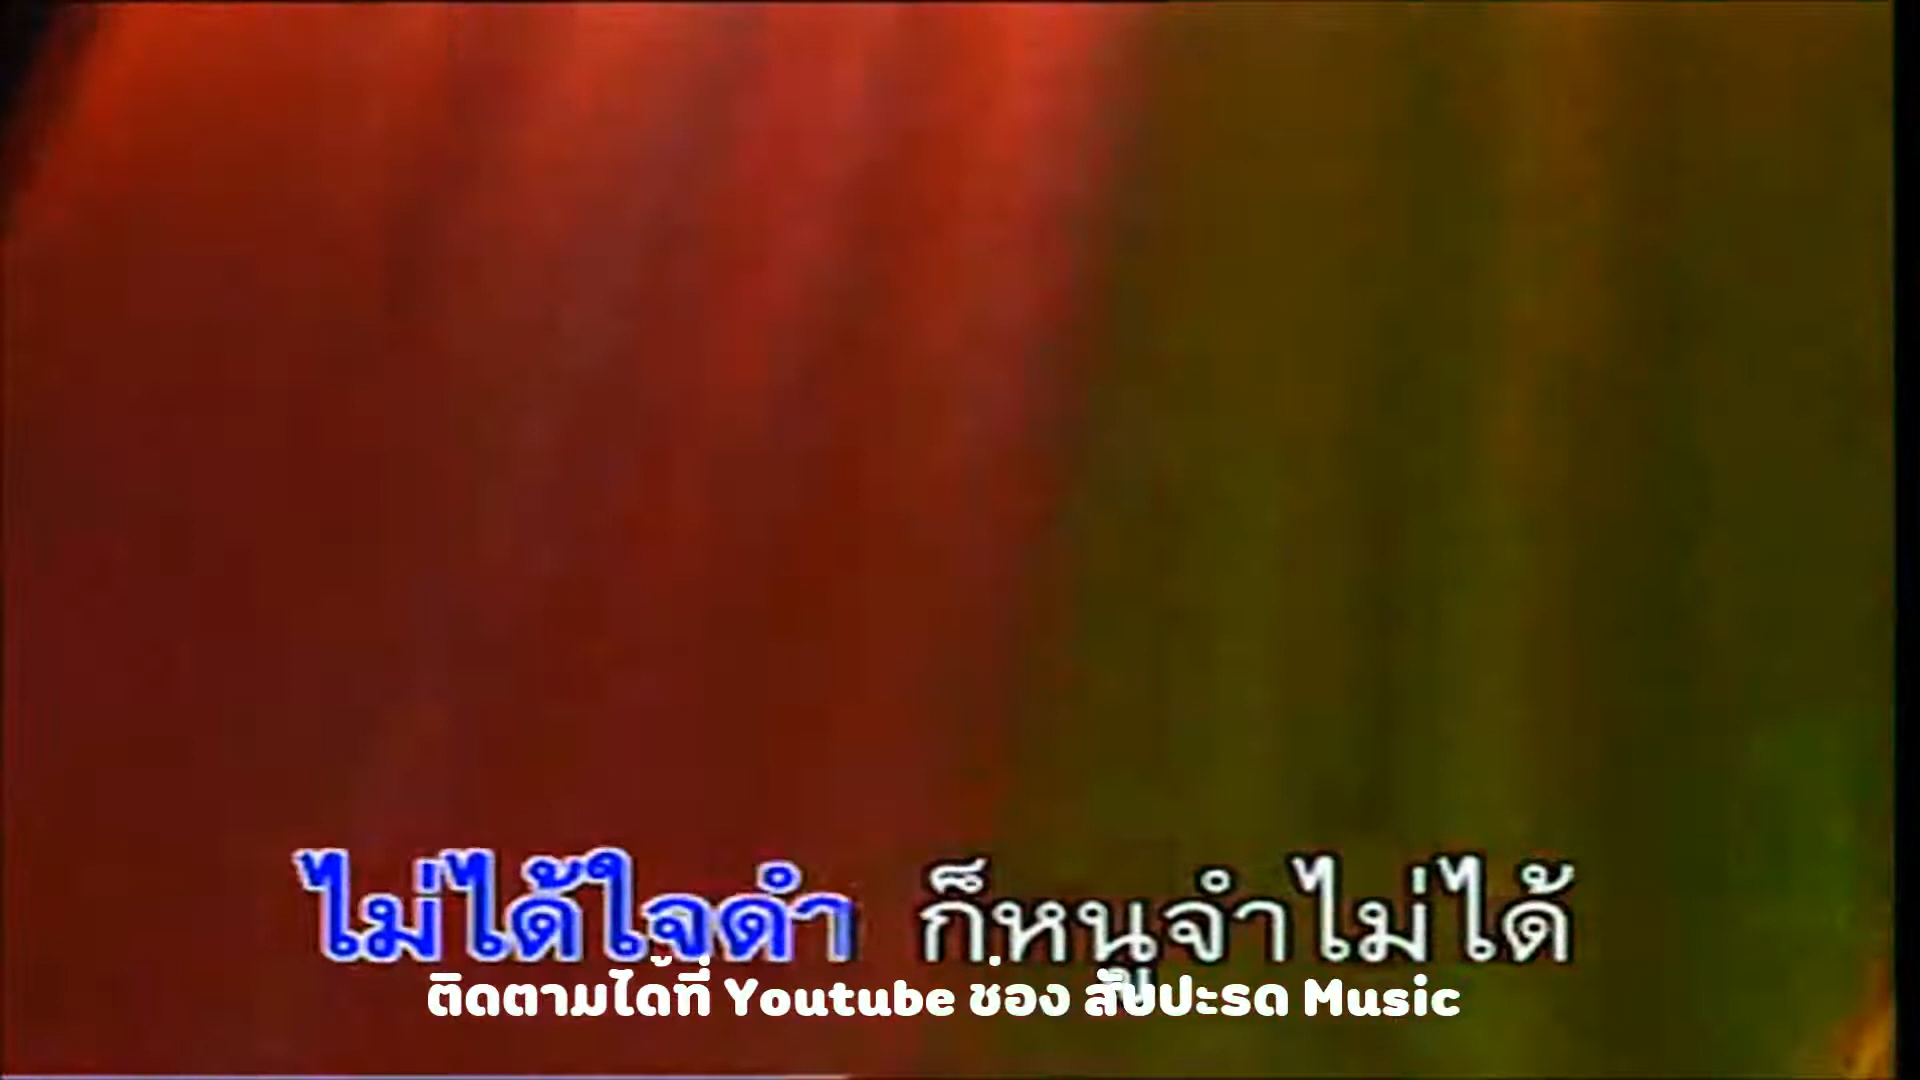 ไม่ได้ใจดำ ก็หนูจำไม่ได้
ติดตามได้ที่ Youtube ช่อง สับปะรด Music